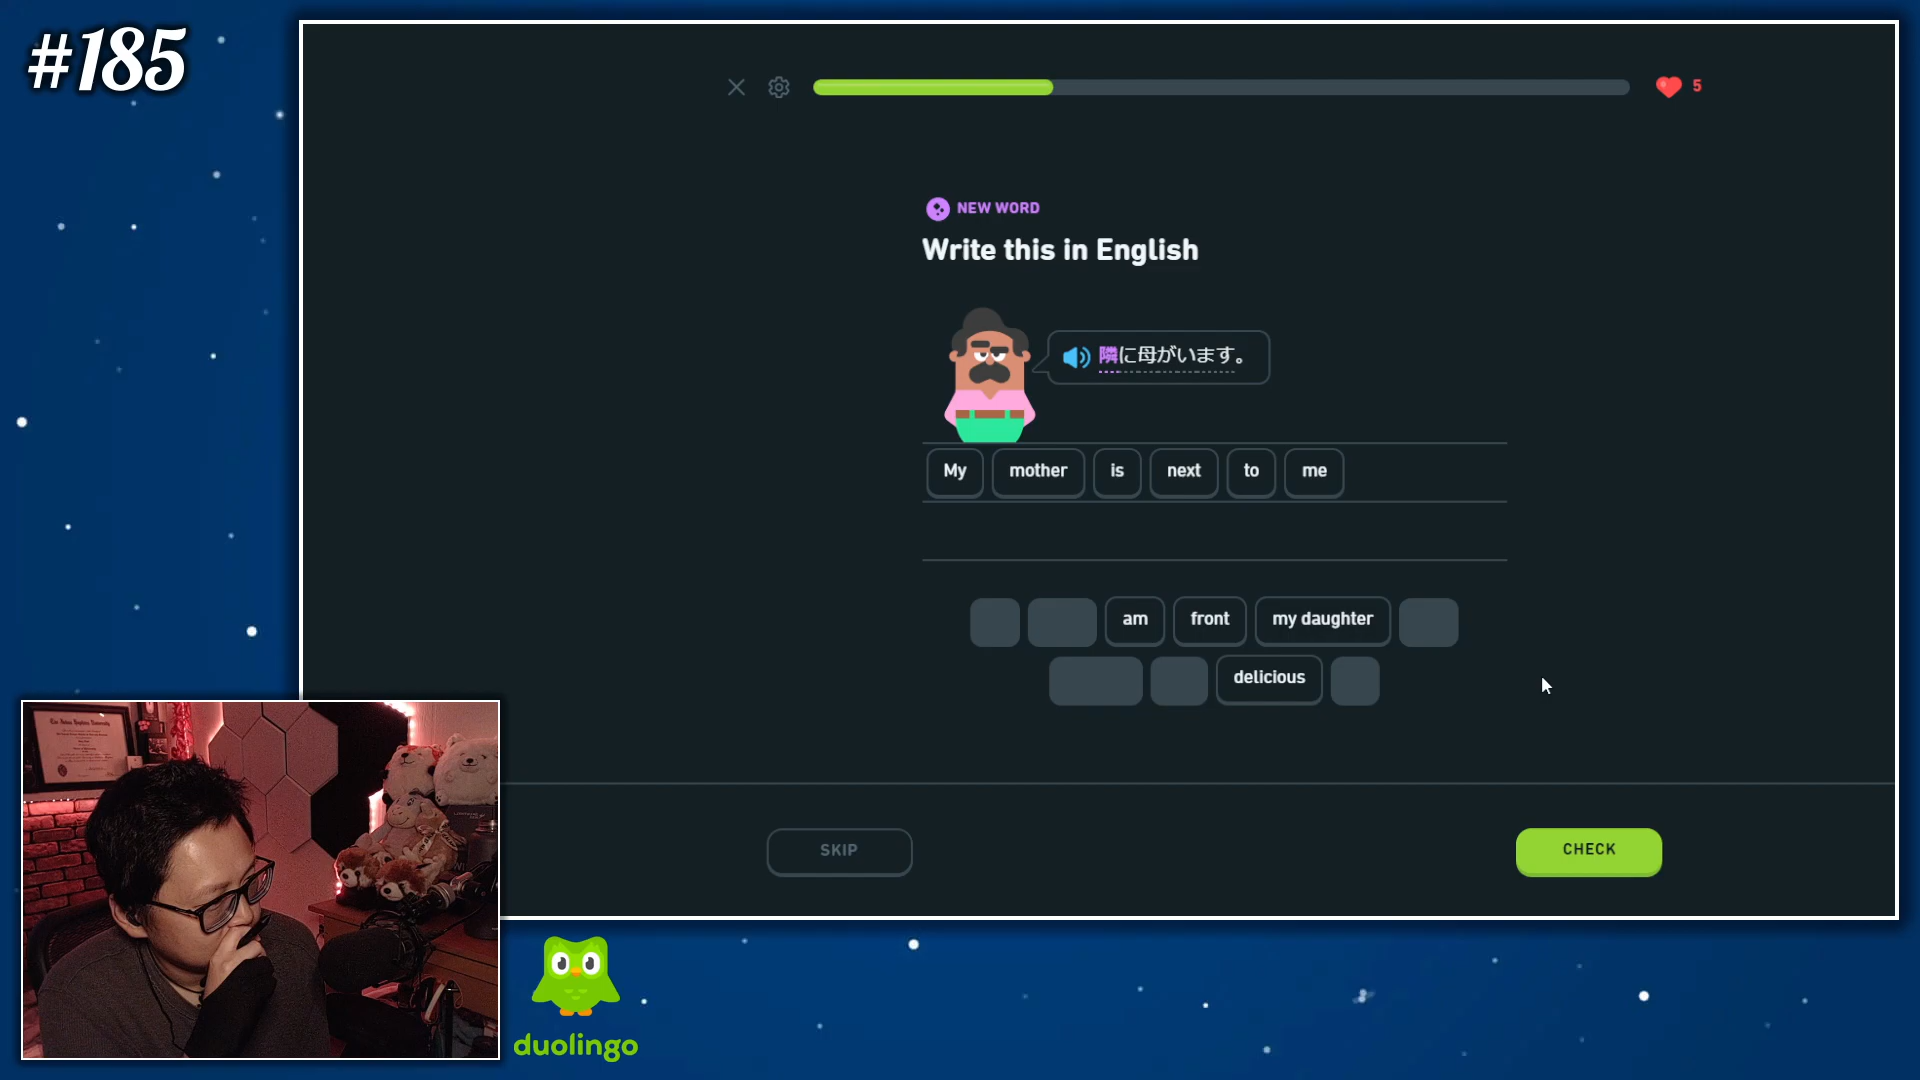 #185
5
NEW WORD
Write this in English
隣に母がいます。
My mother is next to me
am front my daughter
delicious
SKIP
CHECK
duolingo